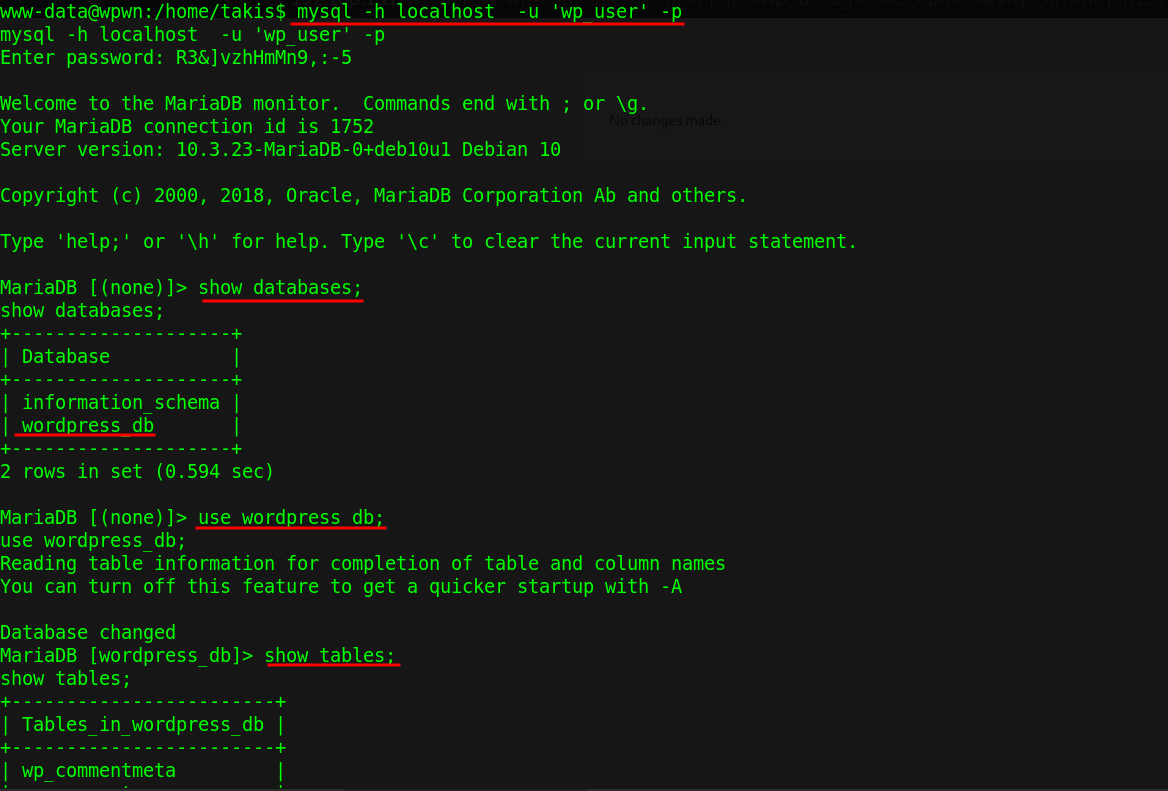 www-data@wpwn:/home/takis$ mysql -h localhost  -u 'wp_user' -p
mysql -h localhost  -u 'wp_user' -p
Enter password: R3&]vzhHmMn9,:-5
Welcome to the MariaDB monitor.  Commands end with ; or \g.
No changes made.
Your MariaDB connection id is 1752
Server version: 10.3.23-MariaDB-0+deb10u1 Debian 10
Copyright (c) 2000, 2018, Oracle, MariaDB Corporation Ab and others.
Type 'help;' or '\h' for help. Type '\c' to clear the current input statement.
MariaDB [(none)]> show databases;
show databases;
+--------------------+
| Database           |
+--------------------+
| information_schema |
| wordpress_db       |
+--------------------+
2 rows in set (0.594 sec)
MariaDB [(none)]> use wordpress_db;
use wordpress_db;
Reading table information for completion of table and column names
You can turn off this feature to get a quicker startup with -A
Database changed
MariaDB [wordpress_db]> show tables;
show tables;
+------------------------+
| Tables_in_wordpress_db |
+------------------------+
| wp_commentmeta         |